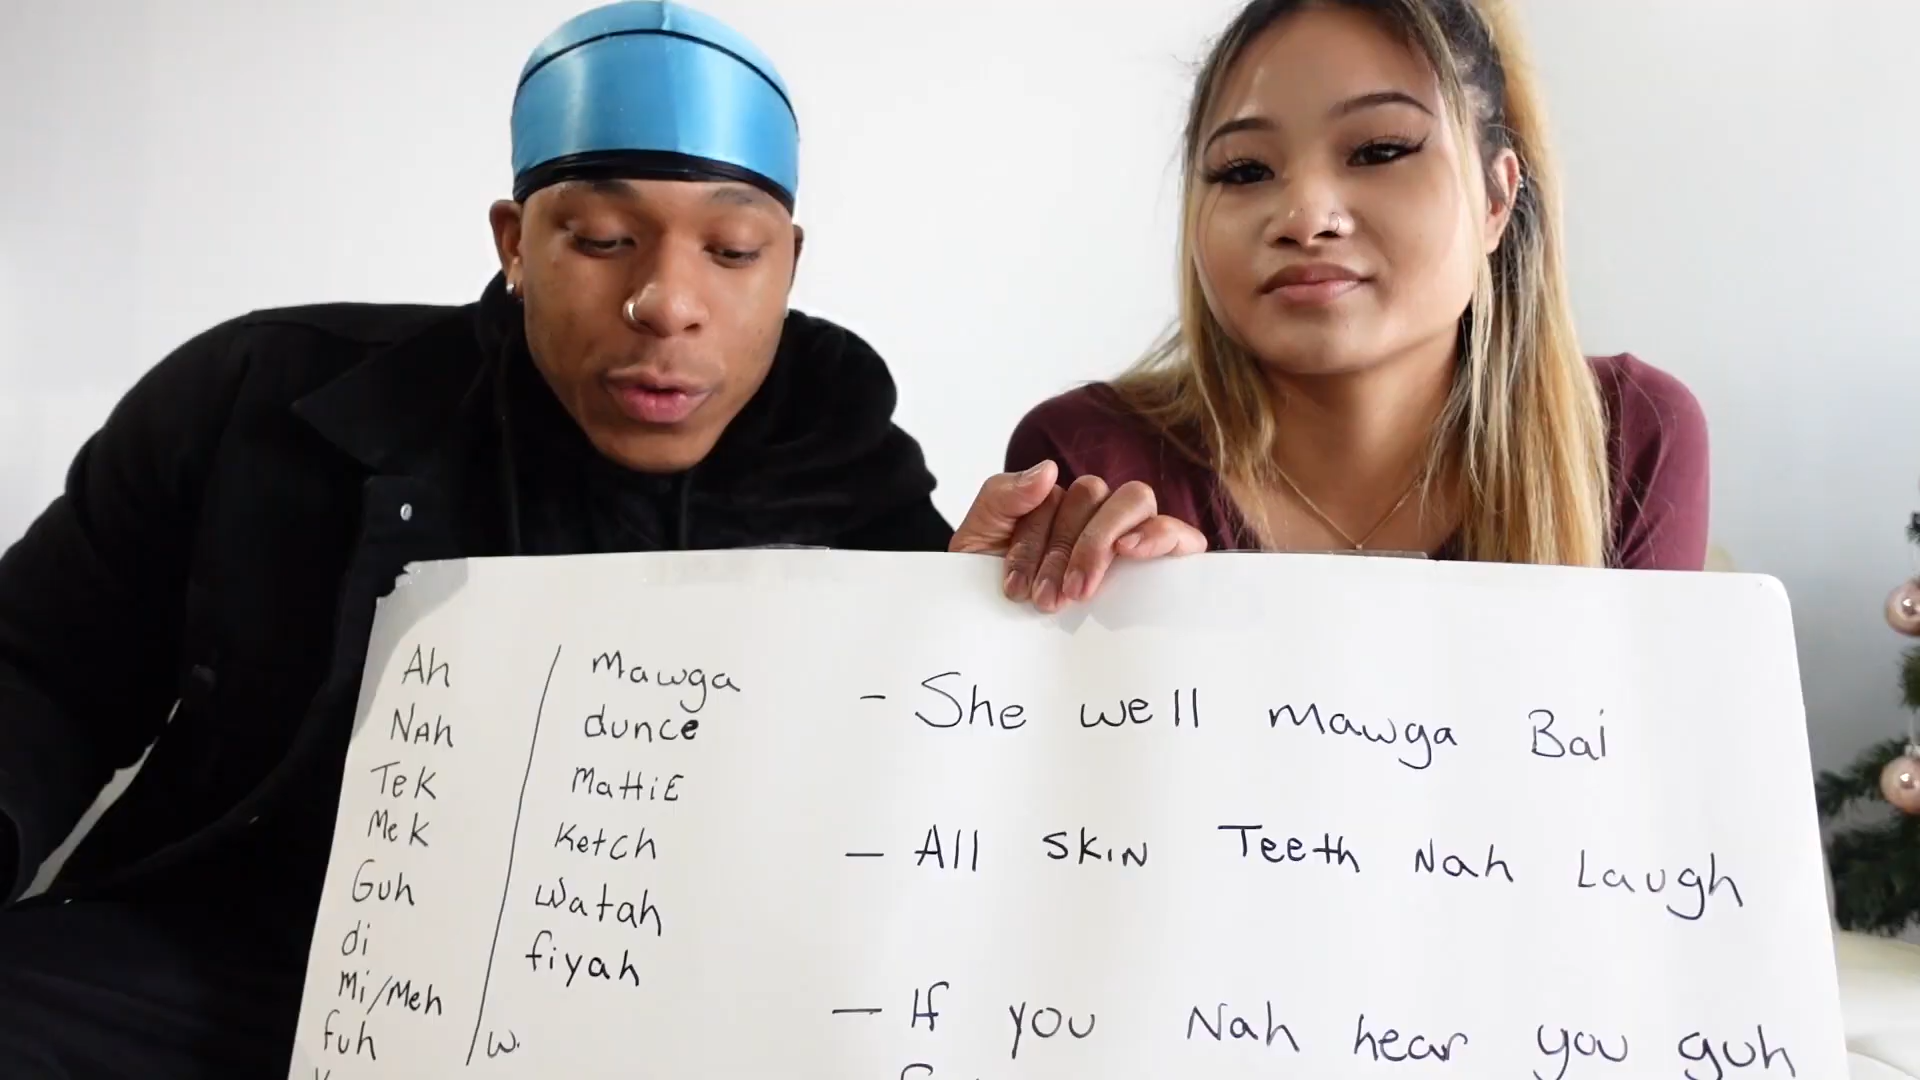 Ah
NAh
Tek
Mek
Guh
di
Mi/Meh
fuh
Mawga
dunce
MattiE
Ketch
Watah
fiyah
/w.
- She well mawga Bai
- All skiN Teeth Nah Laugh
- If you Nah hear you guh